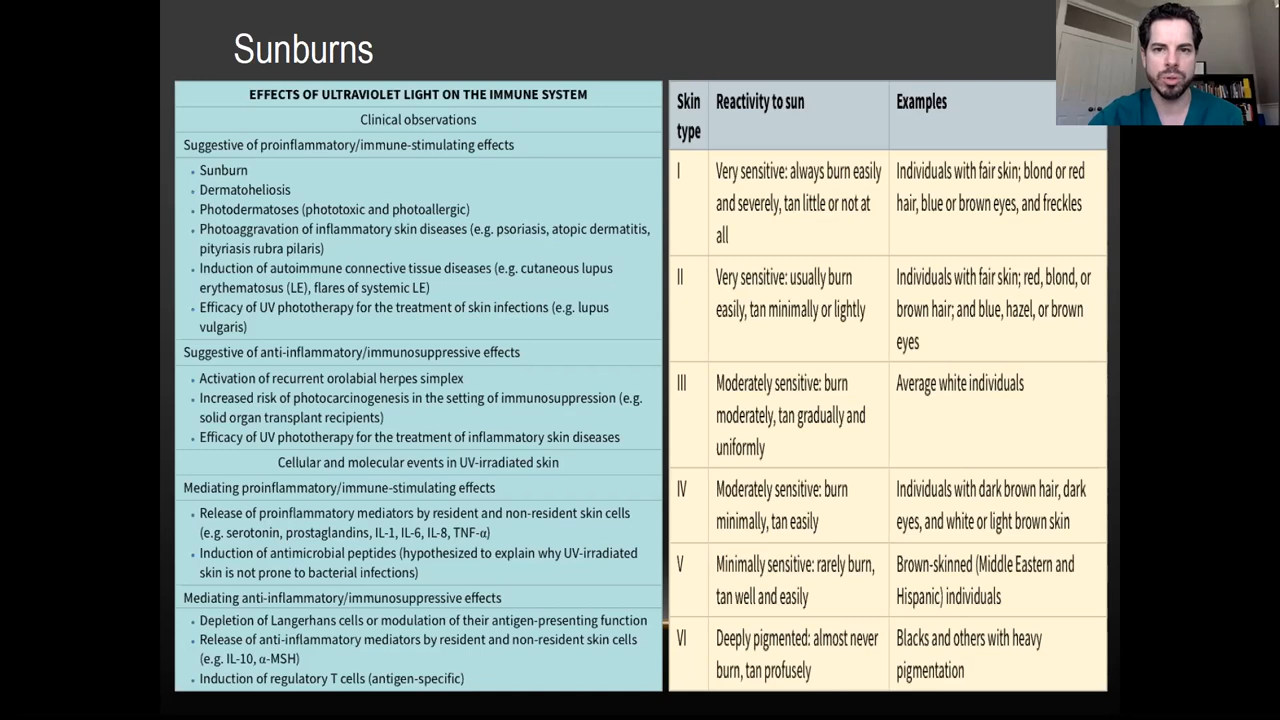 Sunburns
EFFECTS OF ULTRAVIOLET LIGHT ON THE IMMUNE SYSTEM
Clinical observations
Suggestive of proinflammatory/immune-stimulating effects
• Sunburn
• Dermatoheliosis
• Photodermatoses (phototoxic and photoallergic)
• Photoaggravation of inflammatory skin diseases (e.g. psoriasis, atopic dermatitis,
pityriasis rubra pilaris)
• Induction of autoimmune connective tissue diseases (e.g. cutaneous lupus
erythematosus (LE), flares of systemic LE)
• Efficacy of UV phototherapy for the treatment of skin infections (e.g. lupus
vulgaris)
Suggestive of anti-inflammatory/immunosuppressive effects
• Activation of recurrent orolabial herpes simplex
• Increased risk of photocarcinogenesis in the setting of immunosuppression (e.g.
solid organ transplant recipients)
• Efficacy of UV phototherapy for the treatment of inflammatory skin diseases
Cellular and molecular events in UV-irradiated skin
Mediating proinflammatory/immune-stimulating effects
• Release of proinflammatory mediators by resident and non-resident skin cells
(e.g. serotonin, prostaglandins, IL-1, IL-6, IL-8, TNF-α)
• Induction of antimicrobial peptides (hypothesized to explain why UV-irradiated
skin is not prone to bacterial infections)
Mediating anti-inflammatory/immunosuppressive effects
• Depletion of Langerhans cells or modulation of their antigen-presenting function
• Release of anti-inflammatory mediators by resident and non-resident skin cells
(e.g. IL-10, α-MSH)
• Induction of regulatory T cells (antigen-specific)
Skin
type
Reactivity to sun
Examples
I
Very sensitive: always burn easily
and severely, tan little or not at
all
Individuals with fair skin; blond or red
hair, blue or brown eyes, and freckles
II
Very sensitive: usually burn
easily, tan minimally or lightly
Individuals with fair skin; red, blond, or
brown hair; and blue, hazel, or brown
eyes
III
Moderately sensitive: burn
moderately, tan gradually and
uniformly
Average white individuals
IV
Moderately sensitive: burn
minimally, tan easily
Individuals with dark brown hair, dark
eyes, and white or light brown skin
V
Minimally sensitive: rarely burn,
tan well and easily
Brown-skinned (Middle Eastern and
Hispanic) individuals
VI
Deeply pigmented: almost never
burn, tan profusely
Blacks and others with heavy
pigmentation